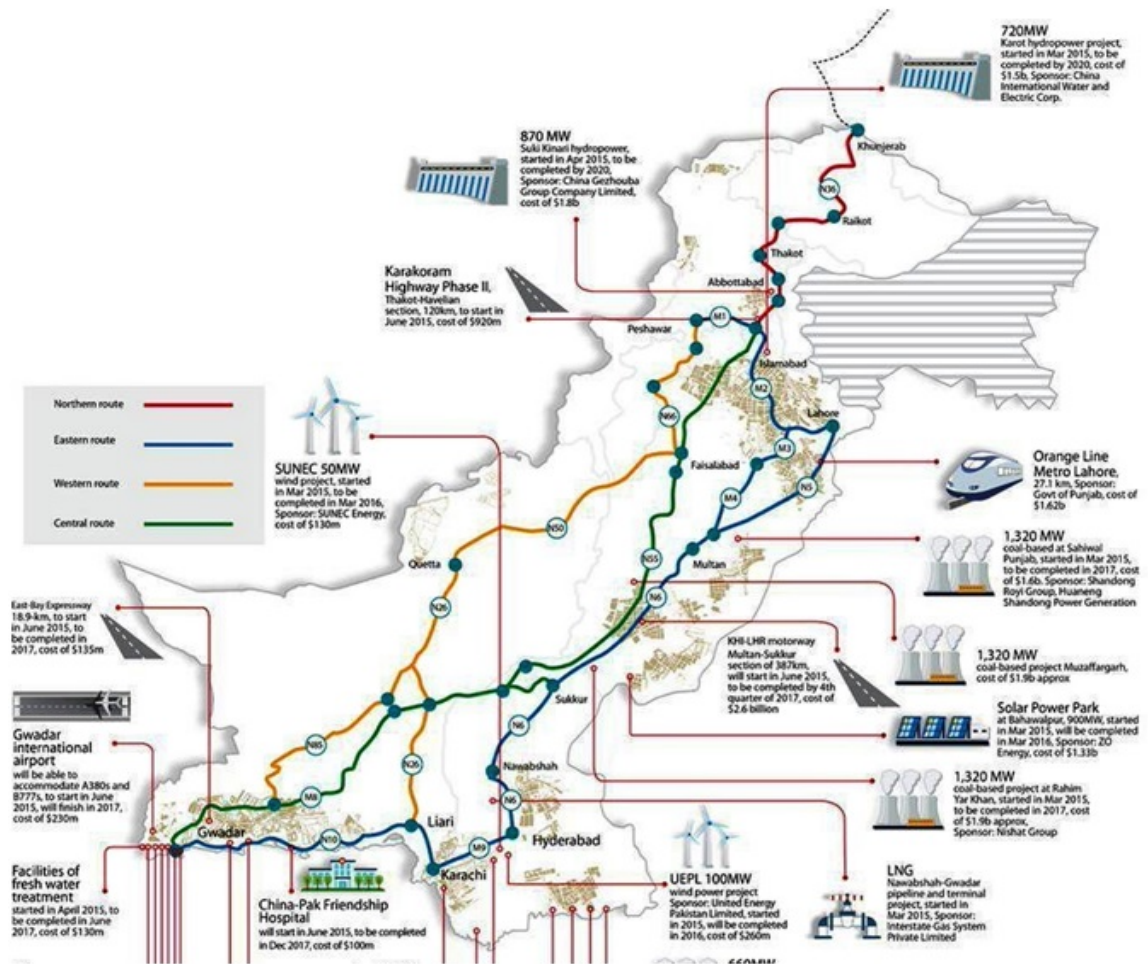 720MW
Karot hydropower project,
started in Mar 2015, to be
completed by 2020, cost of
$1.5b, Sponsor: China
International Water and
Electric Corp.
870 MW
Suki Kinari hydropower,
started in Apr 2015, to be
completed by 2020,
Sponsor: China Gezhouba
Group Company Limited,
cost of $1.8b
Khunjerab
N36
Raikot
Thakot
Karakoram
Highway Phase II,
Thakot-Havelian
section, 120km, to start in
June 2015, cost of $920m
Abbottabad
Peshawar
M1
Islamabad
M2
N66
Lahore
M3
Faisalabad
N5
M4
Northern route
Eastern route
Western route
Central route
SUNEC 50MW
wind project, started
in Mar 2015, to be
completed in Mar 2016,
Sponsor: SUNEC Energy,
cost of $130m
Orange Line
Metro Lahore,
27.1 km, Sponsor:
Govt of Punjab, cost of
$1.62b
N50
Multan
N55
Quetta
N26
N6
1,320 MW
coal-based at Sahiwal
Punjab, started in Mar 2015,
to be completed in 2017, cost
of $1.6b. Sponsor: Shandong
Royi Group, Huaneng
Shandong Power Generation
East-Bay Expressway
18.9-km, to start
in June 2015, to
be completed in
2017, cost of $135m
KHI-LHR motorway
Multan-Sukkur
section of 387km,
will start in June 2015,
to be completed by 4th
quarter of 2017, cost of
$2.6 billion
1,320 MW
coal-based project Muzaffargarh,
cost of $1.9b approx
Sukkur
Solar Power Park
at Bahawalpur, 900MW, started
in Mar 2015, will be completed
in Mar 2016, Sponsor: ZO
Energy, cost of $1.33b
Gwadar
international
airport
will be able to
accommodate A380s and
B777s, to start in June
2015, will finish in 2017,
cost of $230m
N85
N6
N26
Nawabshah
1,320 MW
coal-based project at Rahim
Yar Khan, started in Mar 2015,
to be completed in 2017, cost
of $1.9b approx,
Sponsor: Nishat Group
M8
N6
Gwadar
N10
Liari
Hyderabad
M9
Karachi
Facilities of
fresh water
treatment
started in April 2015, to
be completed in June
2017, cost of $130m
China-Pak Friendship
Hospital
will start in June 2015, to be completed
in Dec 2017, cost of $100m
UEPL 100MW
wind power project
Sponsor: United Energy
Pakistan Limited, started
in 2015, will be completed
in 2016, cost of $260m
LNG
Nawabshah-Gwadar
pipeline and terminal
project, started in
Mar 2015, Sponsor:
Interstate Gas System
Private Limited
660MW